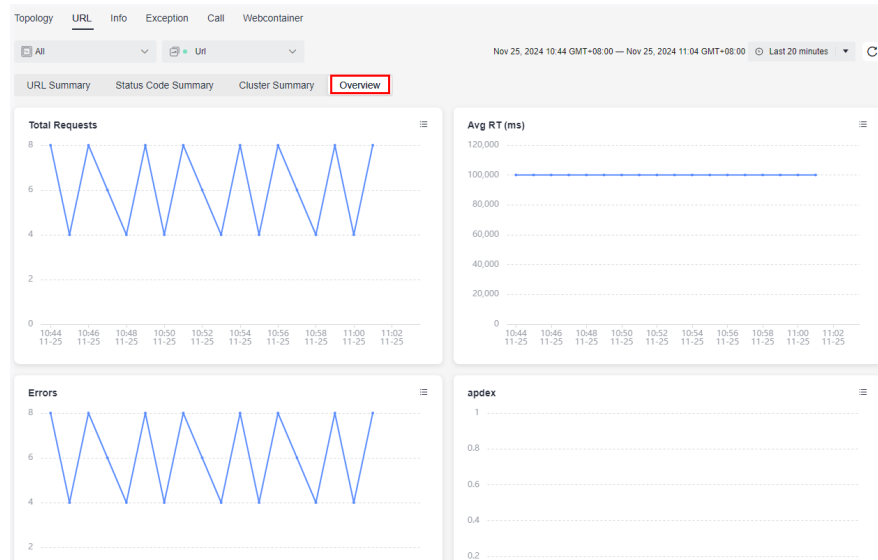 Topology URL Info Exception Call Webcontainer
All Url Nov 25, 2024 10:44 GMT+08:00 — Nov 25, 2024 11:04 GMT+08:00 Last 20 minutes
URL Summary Status Code Summary Cluster Summary Overview
Total Requests
8
6
4
2
0
10:44 10:46 10:48 10:50 10:52 10:54 10:56 10:58 11:00 11:02
11-25 11-25 11-25 11-25 11-25 11-25 11-25 11-25 11-25 11-25
Avg RT (ms)
120,000
100,000
80,000
60,000
40,000
20,000
0
10:44 10:46 10:48 10:50 10:52 10:54 10:56 10:58 11:00 11:02
11-25 11-25 11-25 11-25 11-25 11-25 11-25 11-25 11-25 11-25
Errors
8
6
4
2
apdex
1
0.8
0.6
0.4
0.2